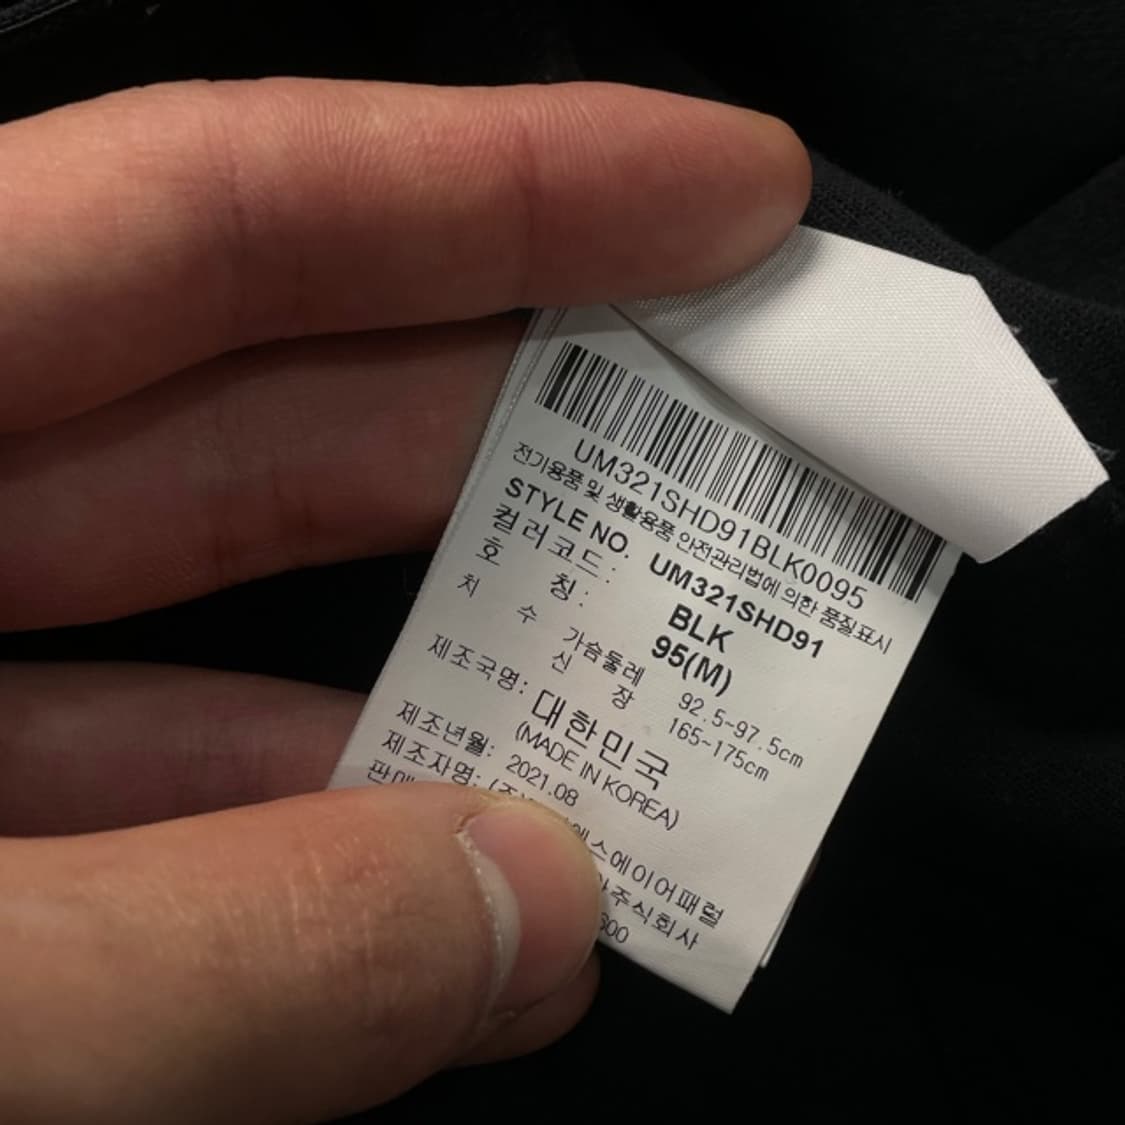 UM321SHD91BLK0095
전기용품 및 생활용품 안전관리법에 의한 품질표시
STYLE NO. UM321SHD91
컬러코드: BLK
호 칭: 95(M)
치 수 가슴둘레 92.5~97.5cm
신 장 165~175cm
제조국명: 대한민국
(MADE IN KOREA)
제조년월: 2021.08
제조자명: 에스에이어패럴
주식회사
600